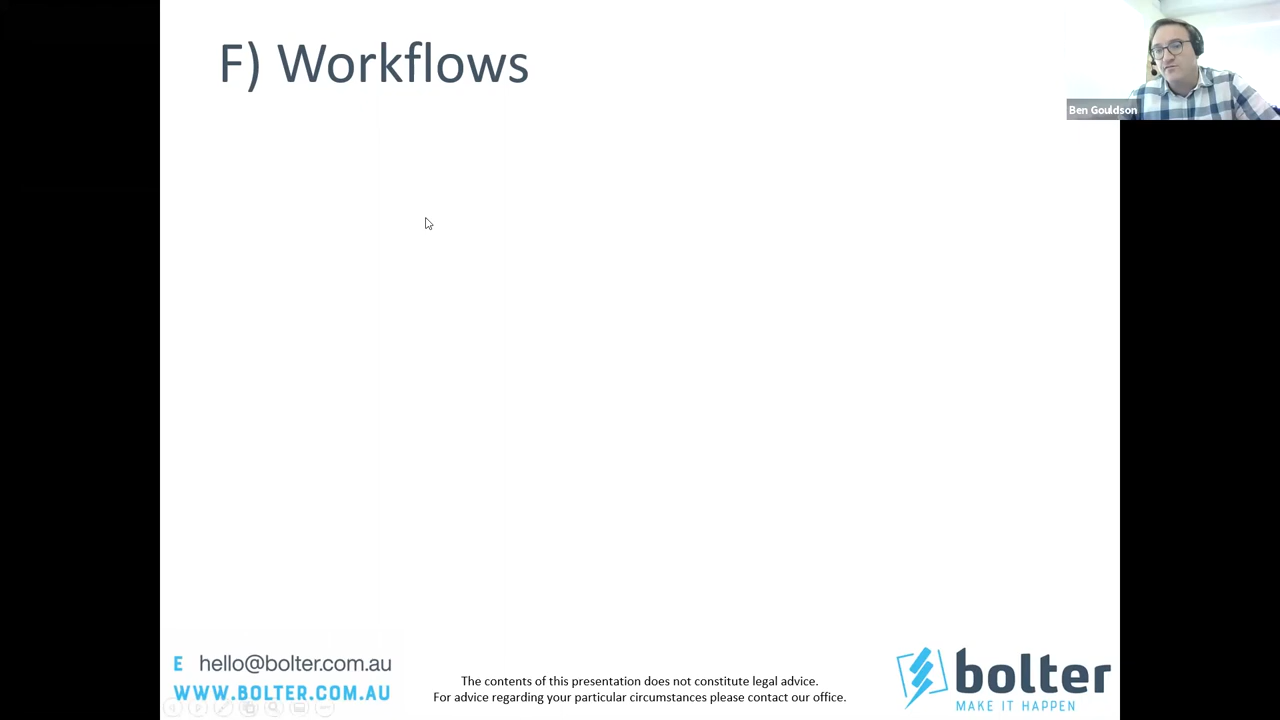 F) Workflows
Ben Gouldson
E hello@bolter.com.au
WWW.BOLTER.COM.AU
The contents of this presentation does not constitute legal advice.
For advice regarding your particular circumstances please contact our office.
bolter
MAKE IT HAPPEN